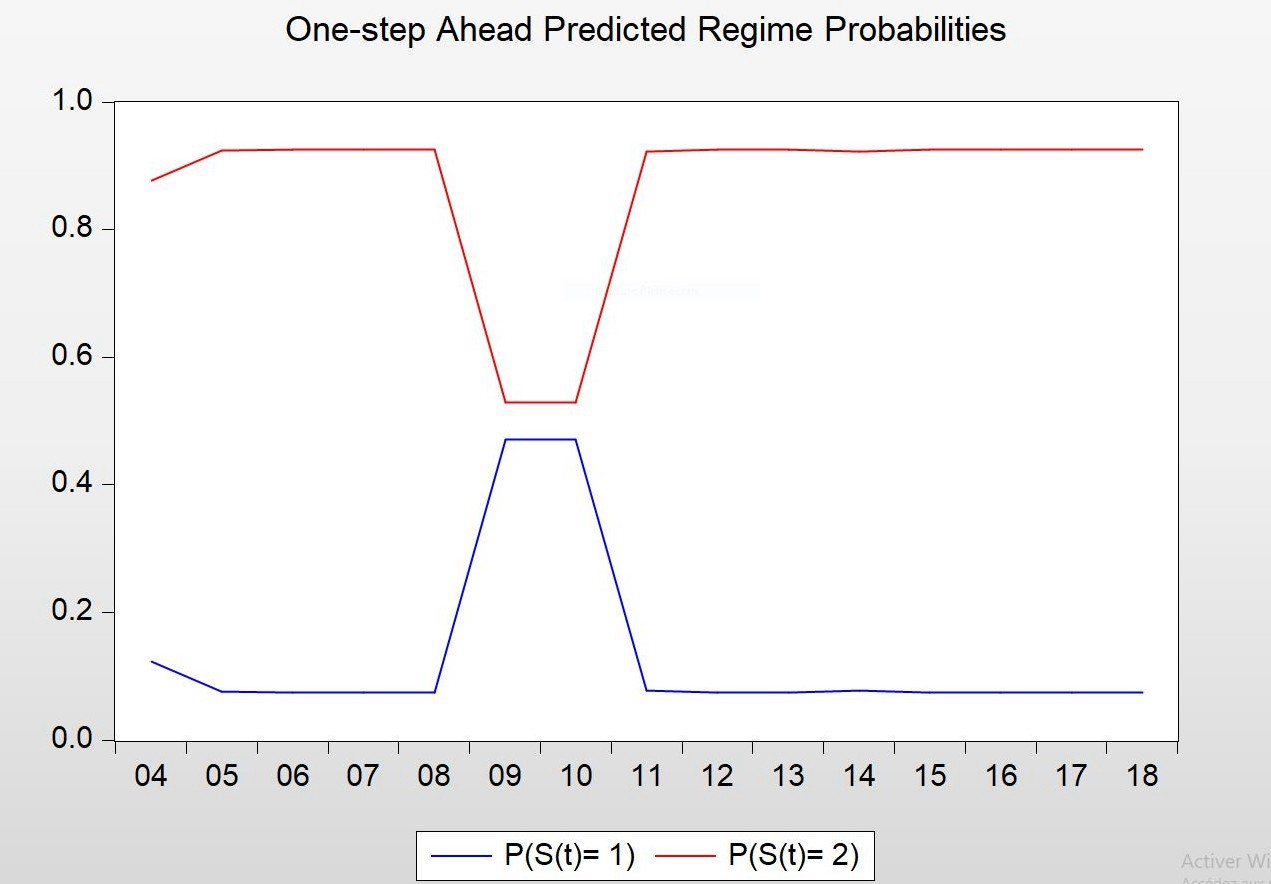 One-step Ahead Predicted Regime Probabilities
1.0
0.8
0.6
0.4
0.2
0.0
04 05 06 07 08 09 10 11 12 13 14 15 16 17 18
P(S(t)= 1) P(S(t)= 2)
Activer Wi